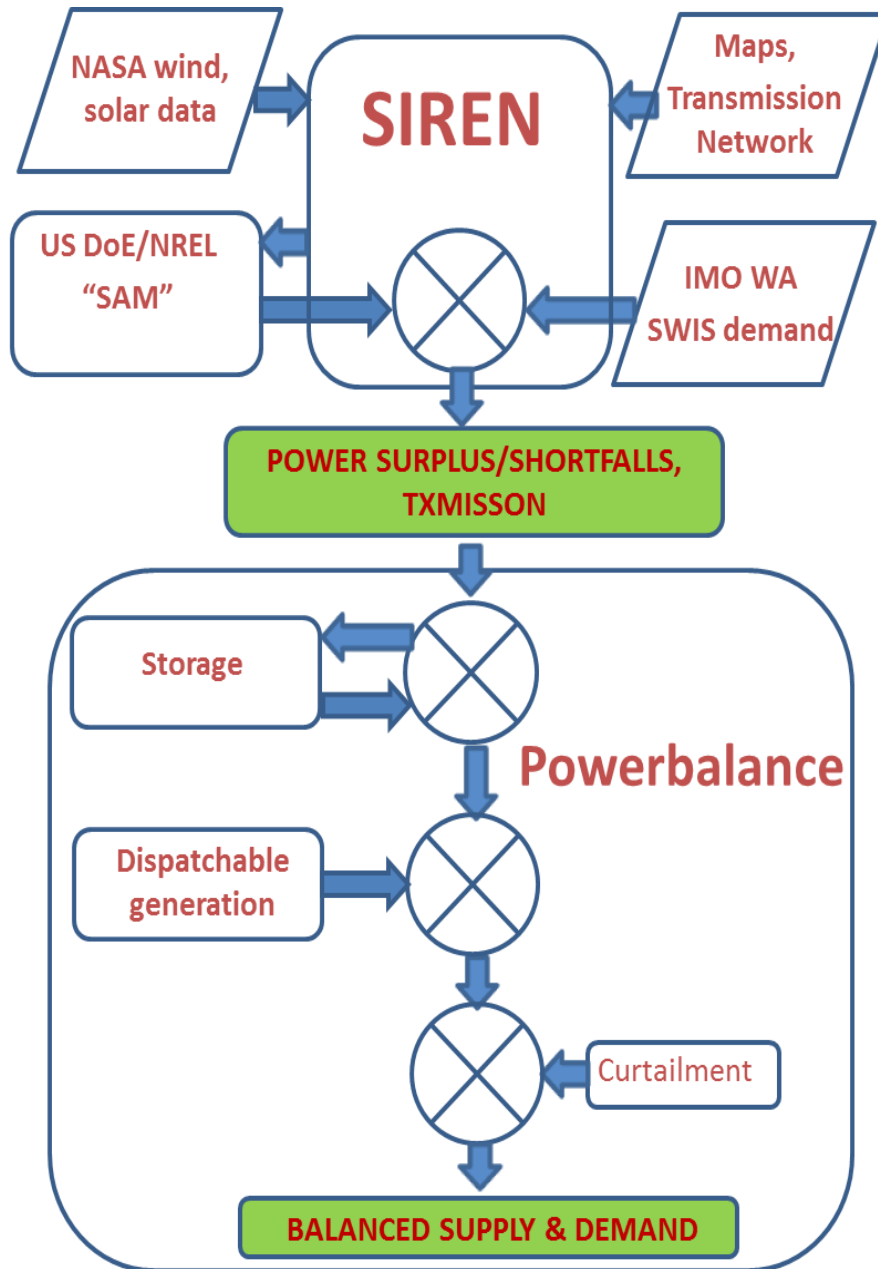 NASA wind,
solar data
SIREN
Maps,
Transmission
Network
US DoE/NREL
“SAM”
IMO WA
SWIS demand
POWER SURPLUS/SHORTFALLS,
TXMISSON
Storage
Powerbalance
Dispatchable
generation
Curtailment
BALANCED SUPPLY & DEMAND